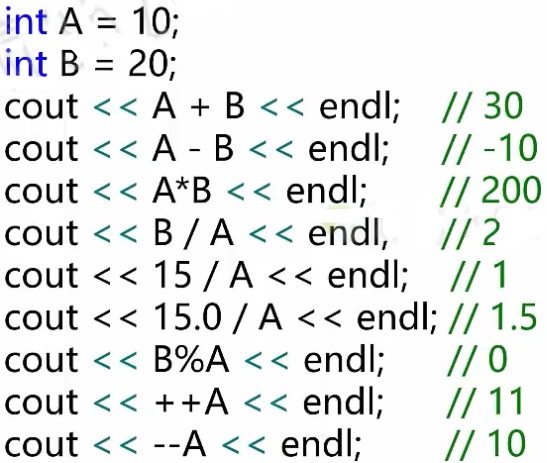 int A = 10;
int B = 20;
cout << A + B << endl; // 30
cout << A - B << endl; // -10
cout << A*B << endl; // 200
cout << B / A << endl, // 2
cout << 15 / A << endl; // 1
cout << 15.0 / A << endl; // 1.5
cout << B%A << endl; // 0
cout << ++A << endl; // 11
cout << --A << endl; // 10